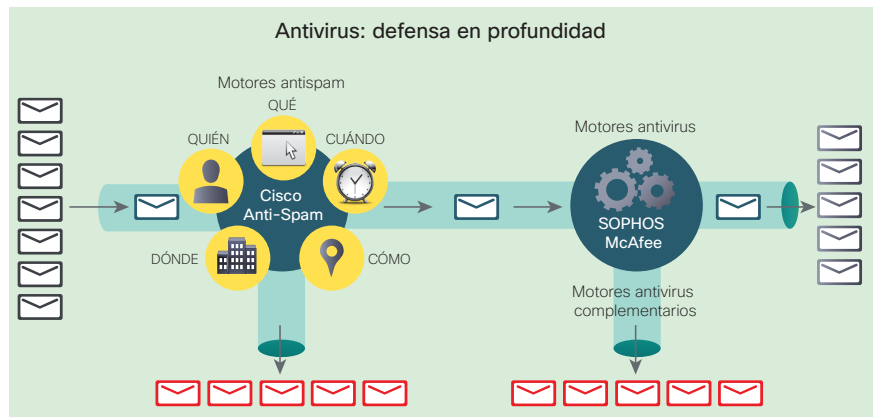 Antivirus: defensa en profundidad
Motores antispam
QUÉ
QUIÉN
CUÁNDO
Cisco
Anti-Spam
DÓNDE
CÓMO
Motores antivirus
SOPHOS
McAfee
Motores antivirus
complementarios